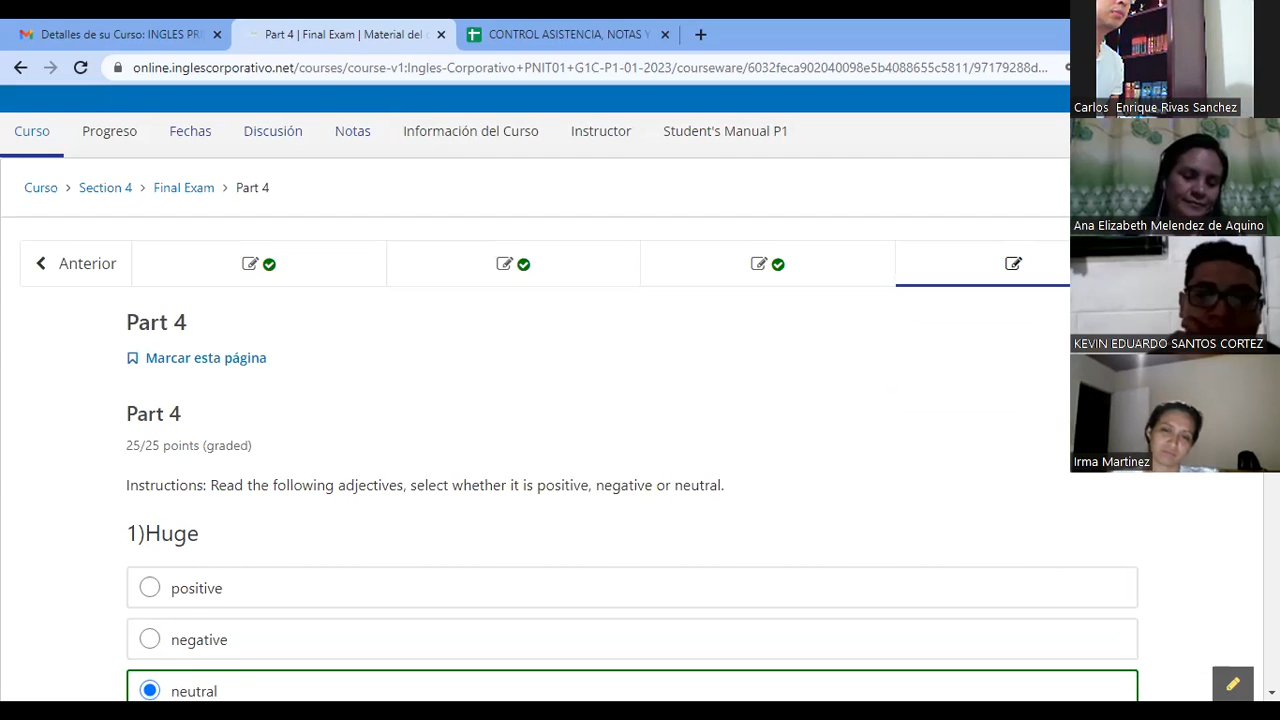 Detalles de su Curso: INGLES PRI
Part 4 | Final Exam | Material del c
CONTROL ASISTENCIA, NOTAS Y
online.inglescorporativo.net/courses/course-v1:Ingles-Corporativo+PNIT01+G1C-P1-01-2023/courseware/6032feca902040098e5b4088655c5811/97179288d...
Curso
Progreso
Fechas
Discusión
Notas
Información del Curso
Instructor
Student's Manual P1
Curso > Section 4 > Final Exam > Part 4
Anterior
Part 4
Marcar esta página
Part 4
25/25 points (graded)
Instructions: Read the following adjectives, select whether it is positive, negative or neutral.
1)Huge
positive
negative
neutral
Carlos Enrique Rivas Sanchez
Ana Elizabeth Melendez de Aquino
KEVIN EDUARDO SANTOS CORTEZ
Irma Martinez